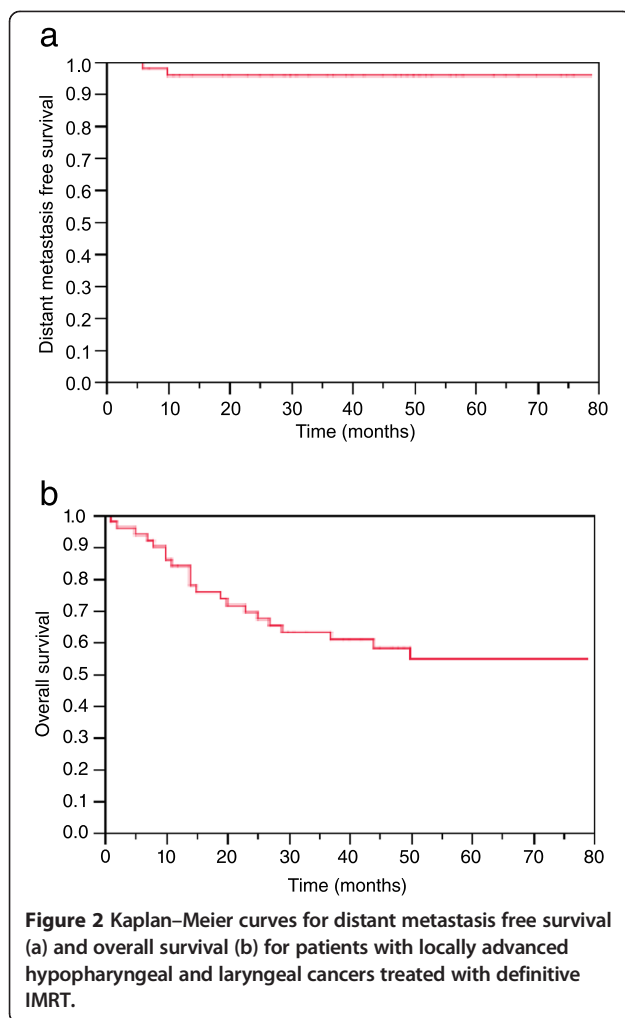 a
1.0
0.9
0.8
0.7
0.6
0.5
0.4
0.3
0.2
0.1
0.0
Distant metastasis free survival
0 10 20 30 40 50 60 70 80
Time (months)
b
1.0
0.9
0.8
0.7
0.6
0.5
0.4
0.3
0.2
0.1
0.0
Overall survival
0 10 20 30 40 50 60 70 80
Time (months)
Figure 2 Kaplan–Meier curves for distant metastasis free survival
(a) and overall survival (b) for patients with locally advanced
hypopharyngeal and laryngeal cancers treated with definitive
IMRT.